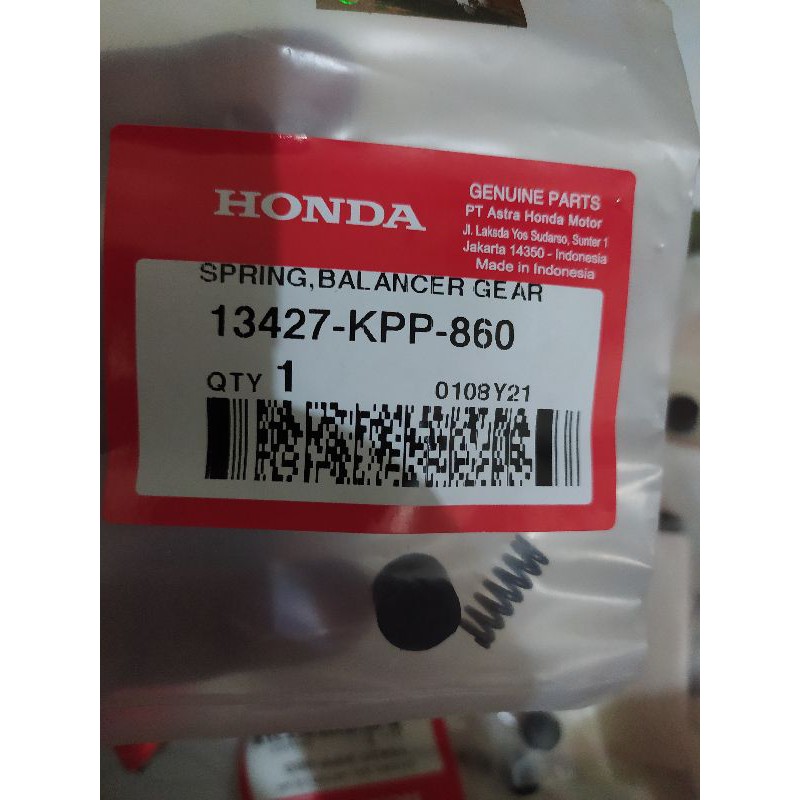 HONDA
GENUINE PARTS
PT Astra Honda Motor
Jl. Laksda Yos Sudarso, Sunter 1
Jakarta 14350 - Indonesia
Made in Indonesia
SPRING,BALANCER GEAR
13427-KPP-860
QTY 1
0108Y21